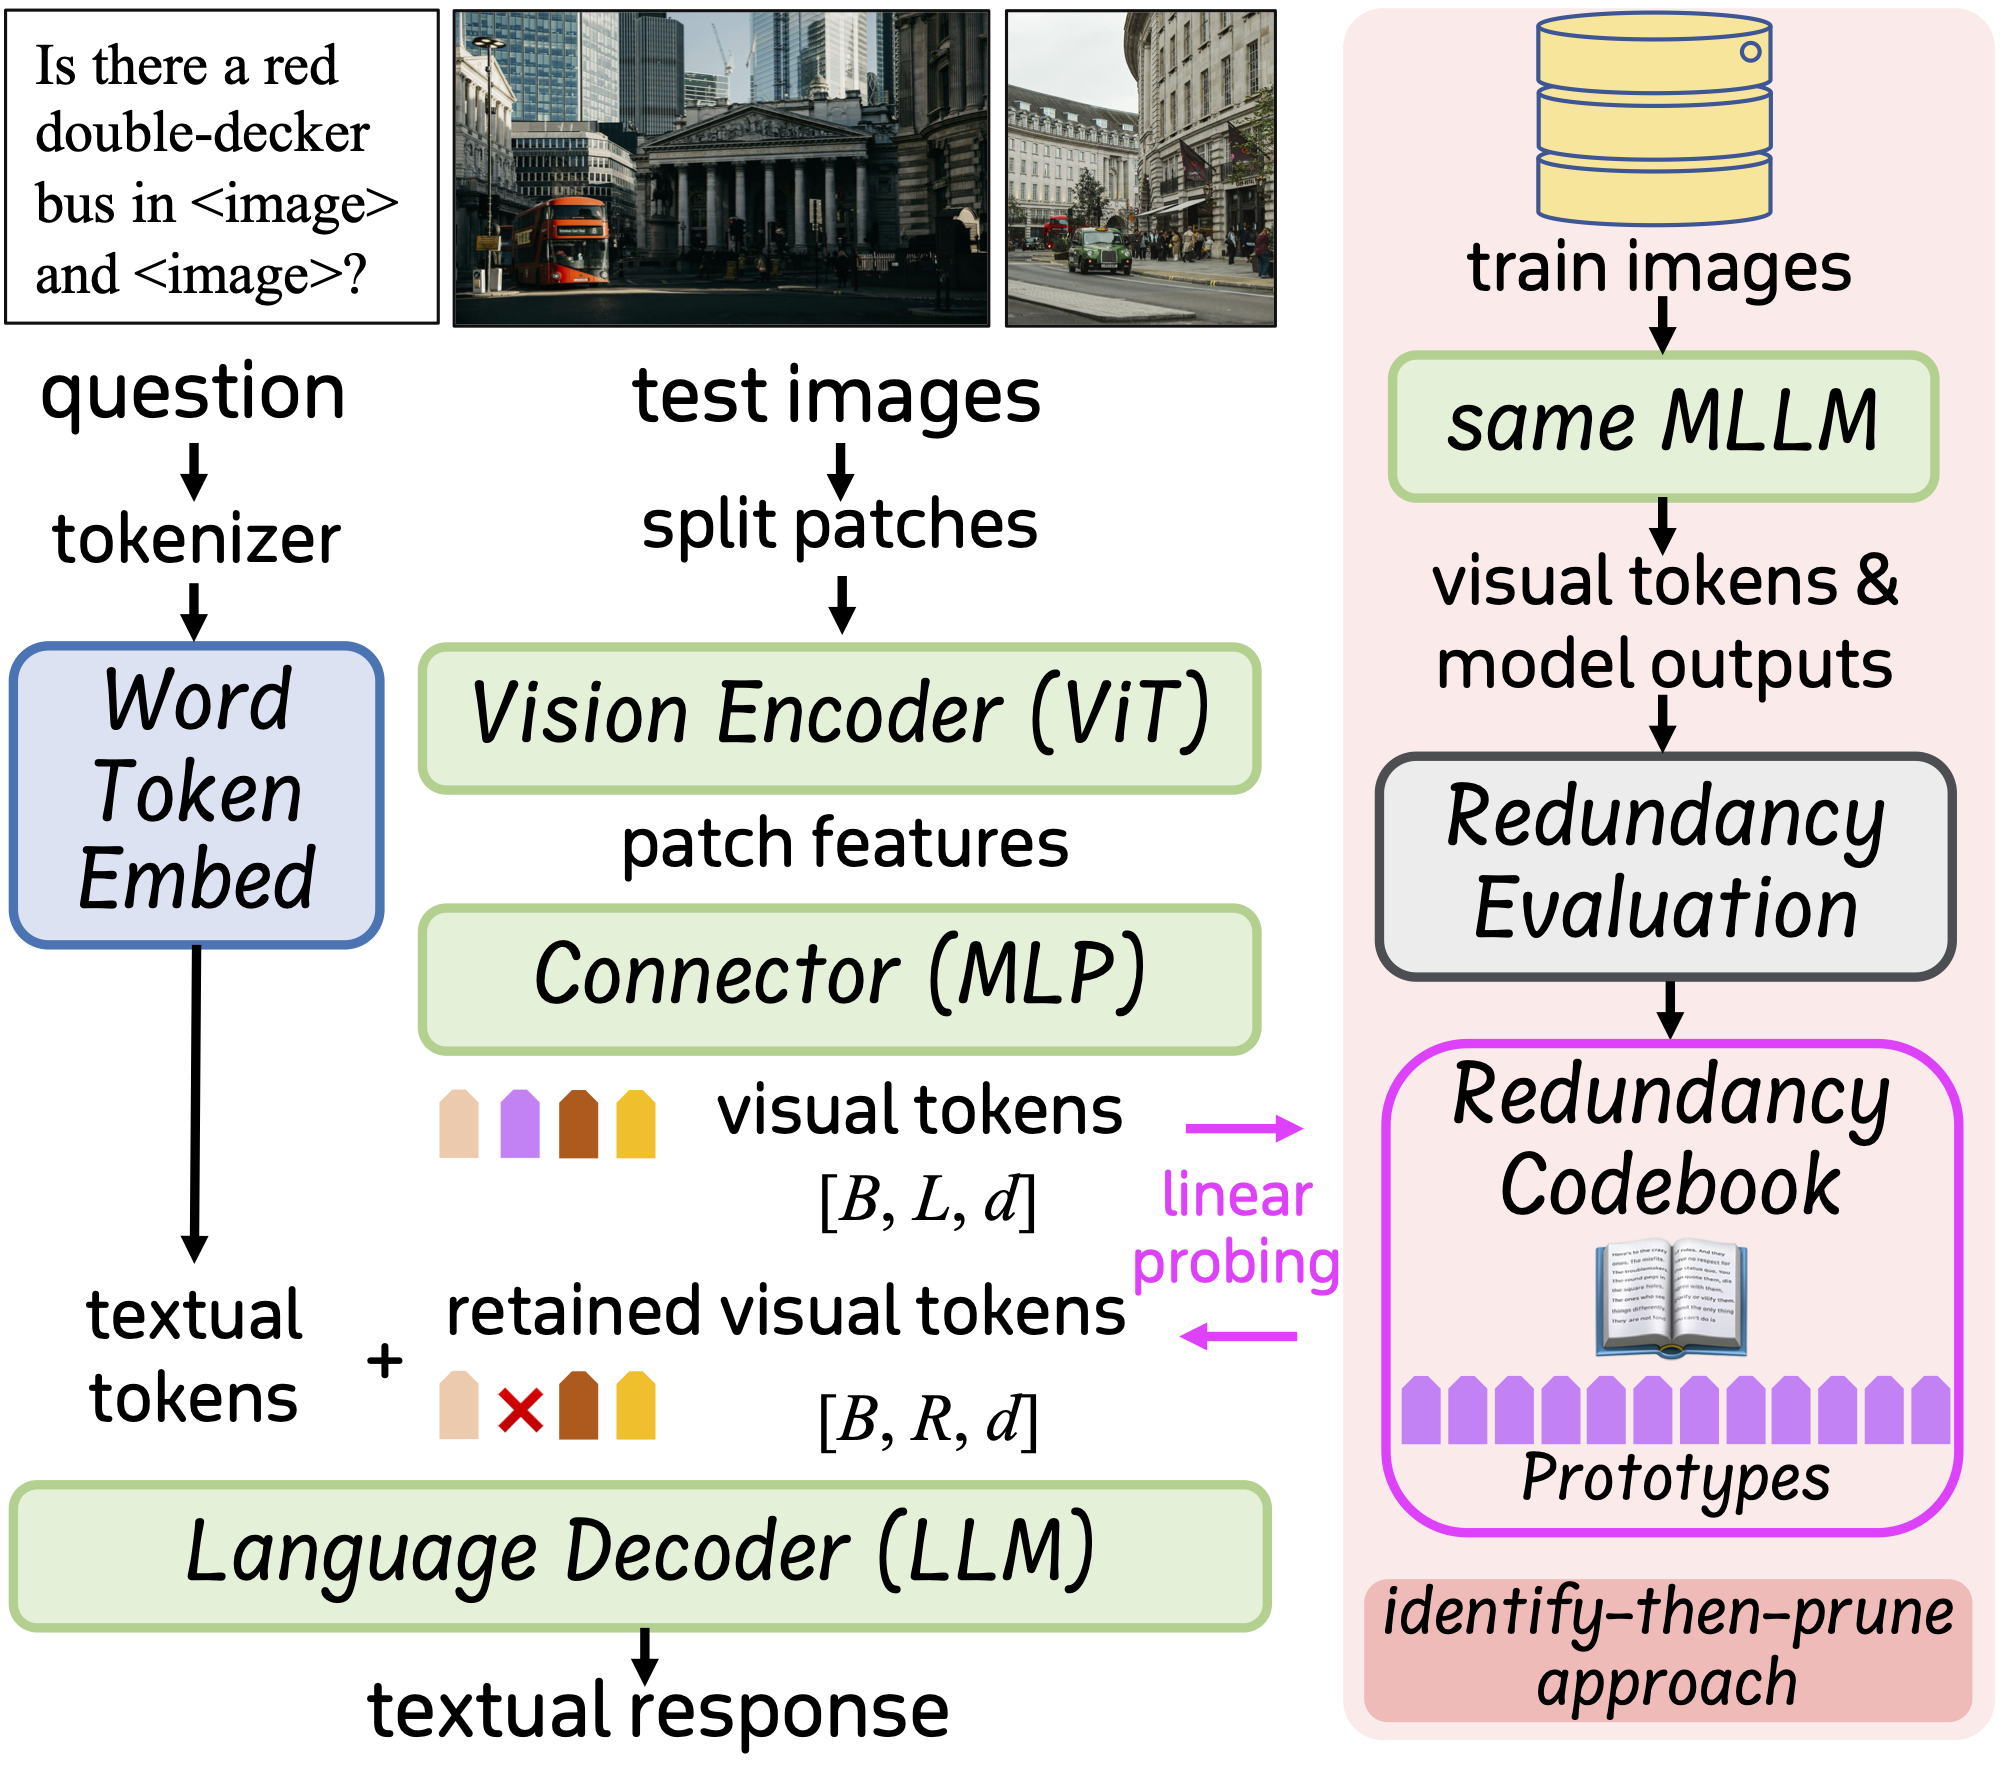 Is there a red
double-decker
bus in <image>
and <image>?
question
tokenizer
Word
Token
Embed
textual
tokens
+
test images
split patches
Vision Encoder (ViT)
patch features
Connector (MLP)
visual tokens
[B, L, d]
linear
probing
retained visual tokens
[B, R, d]
Language Decoder (LLM)
textual response
train images
same MLLM
visual tokens &
model outputs
Redundancy
Evaluation
Redundancy
Codebook
Prototypes
identify-then-prune
approach